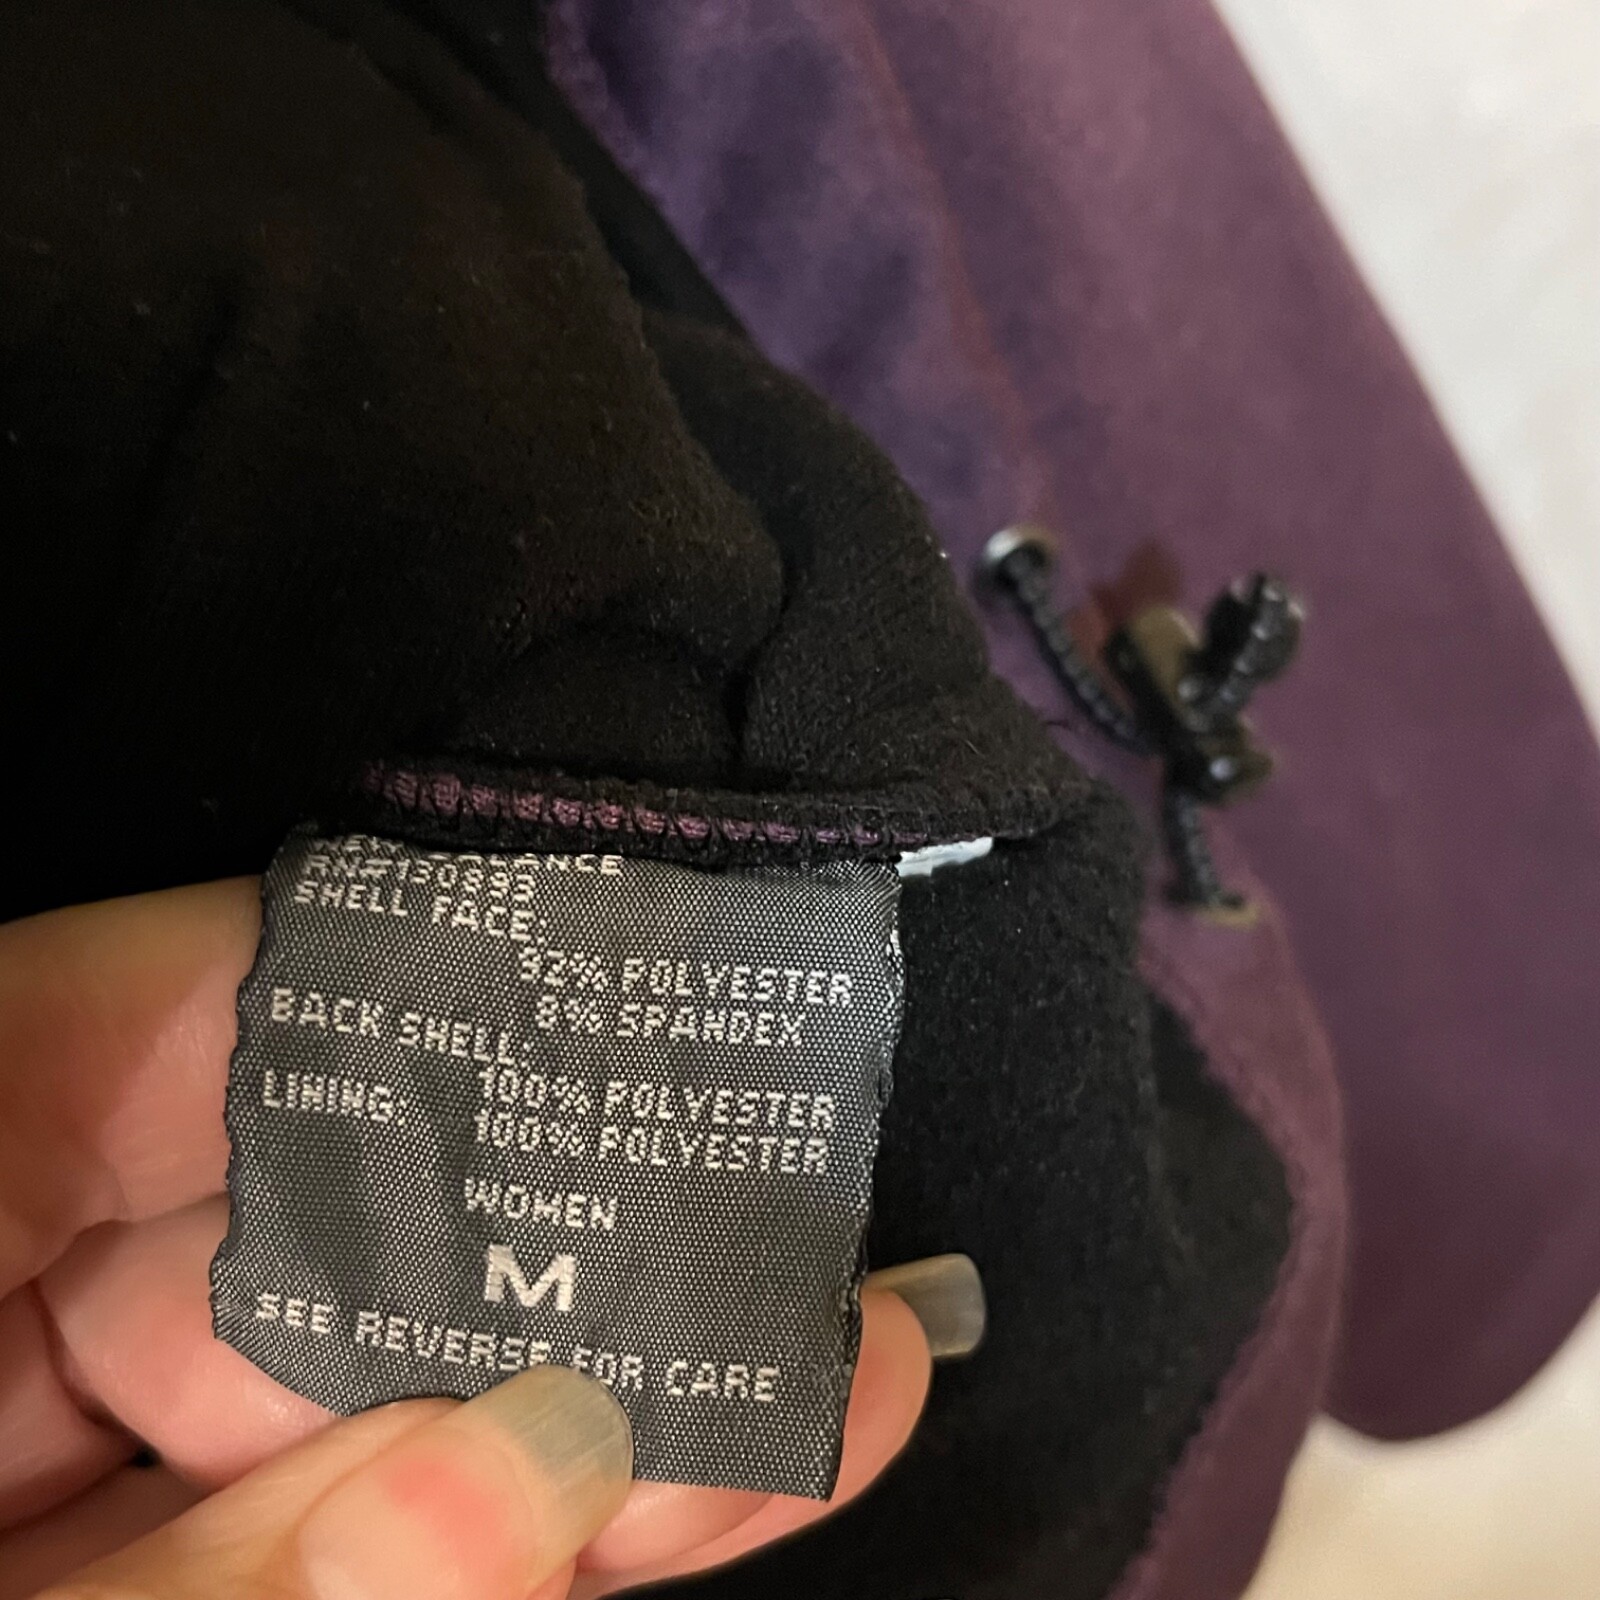 SHELL FACE:
92% POLYESTER
8% SPANDEX
BACK SHELL:
100% POLYESTER
LINING:
100% POLYESTER
WOMEN
M
SEE REVERSE FOR CARE